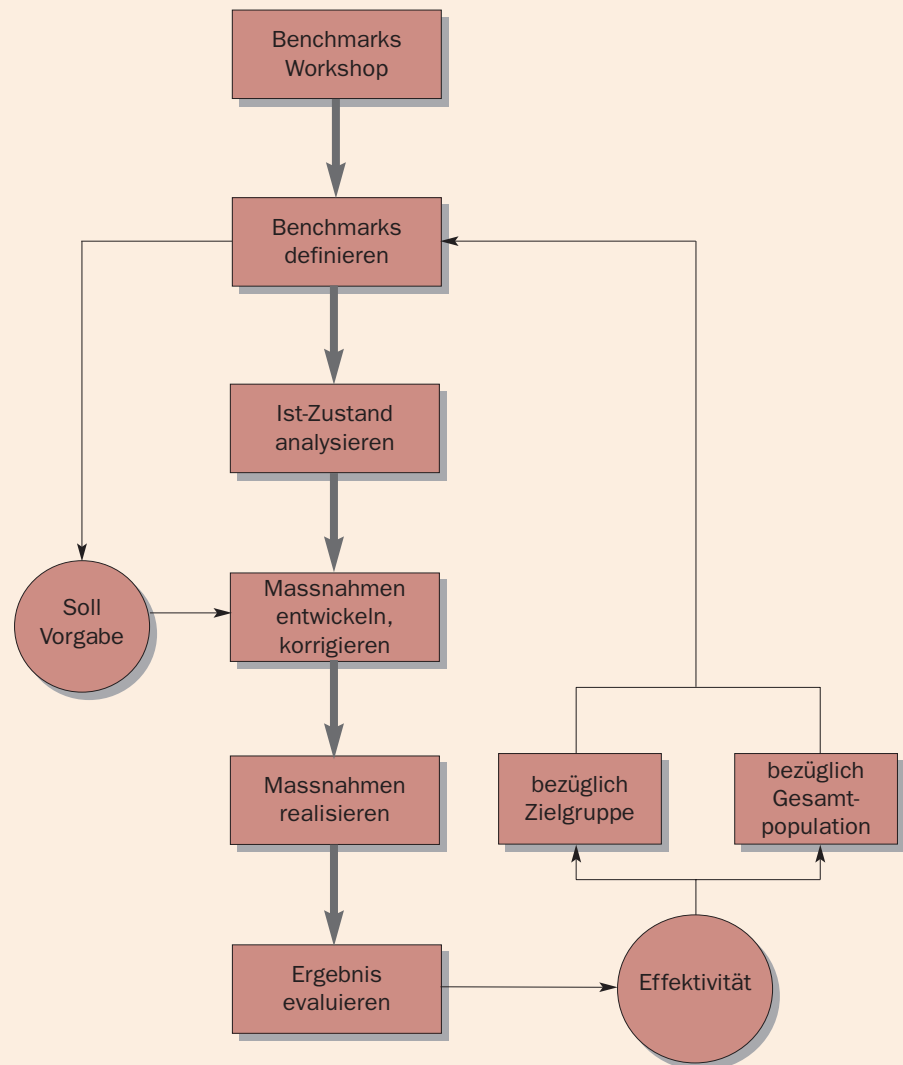 Benchmarks
Workshop
Benchmarks
definieren
Ist-Zustand
analysieren
Soll
Vorgabe
Massnahmen
entwickeln,
korrigieren
Massnahmen
realisieren
bezüglich
Zielgruppe
bezüglich
Gesamt-
population
Ergebnis
evaluieren
Effektivität